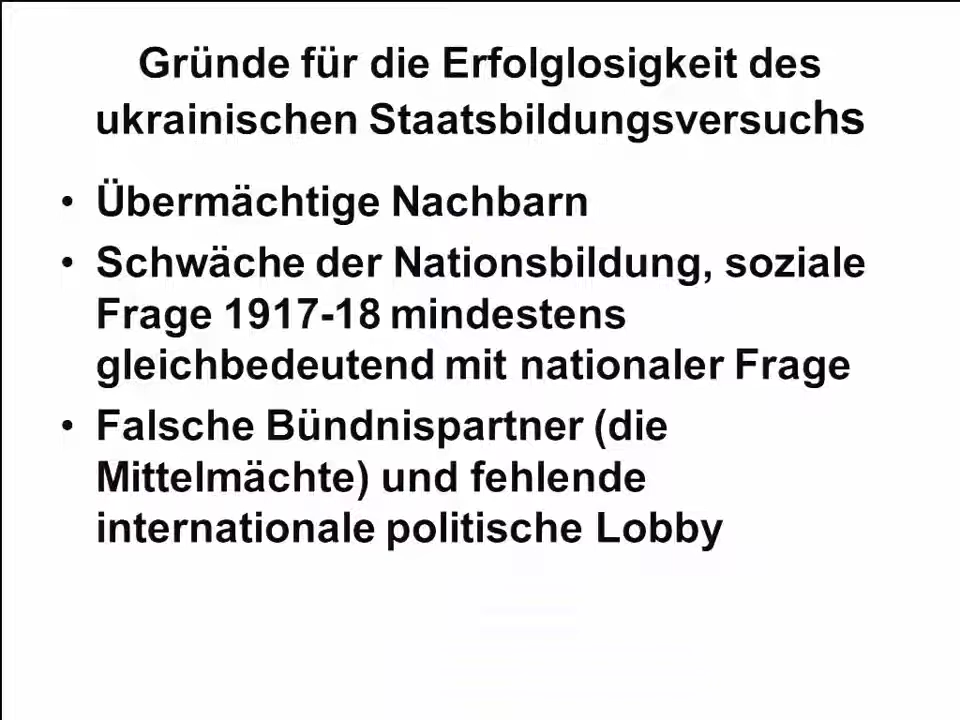 Gründe für die Erfolglosigkeit des
ukrainischen Staatsbildungsversuchs
• Übermächtige Nachbarn
• Schwäche der Nationsbildung, soziale
Frage 1917-18 mindestens
gleichbedeutend mit nationaler Frage
• Falsche Bündnispartner (die
Mittelmächte) und fehlende
internationale politische Lobby